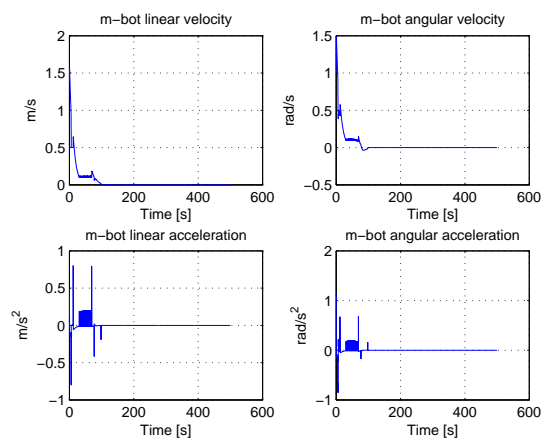 m−bot linear velocity
m/s
2
1.5
1
0.5
0
0
200
400
600
Time [s]
m−bot angular velocity
rad/s
1.5
1
0.5
0
−0.5
0
200
400
600
Time [s]
m−bot linear acceleration
m/s²
1
0.5
0
−0.5
−1
0
200
400
600
Time [s]
m−bot angular acceleration
rad/s²
2
1
0
−1
0
200
400
600
Time [s]